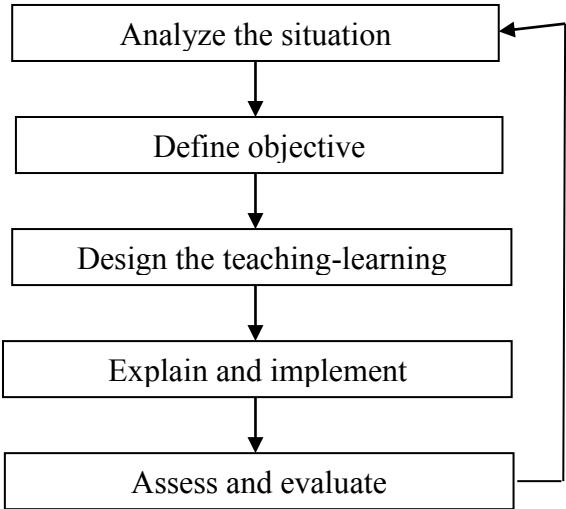 Analyze the situation
Define objective
Design the teaching-learning
Explain and implement
Assess and evaluate